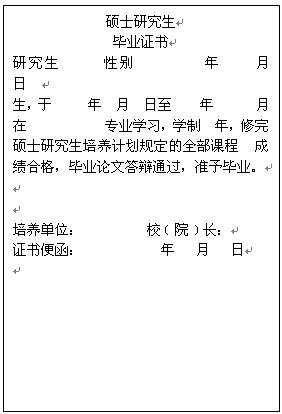 硕士研究生
毕业证书
研究生 性别 年 月
日
生,于 年 月 日至 年 月
在 专业学习,学制 年,修完
硕士研究生培养计划规定的全部课程 成
绩合格,毕业论文答辩通过,准予毕业。
培养单位: 校(院)长:
证书便函: 年 月 日